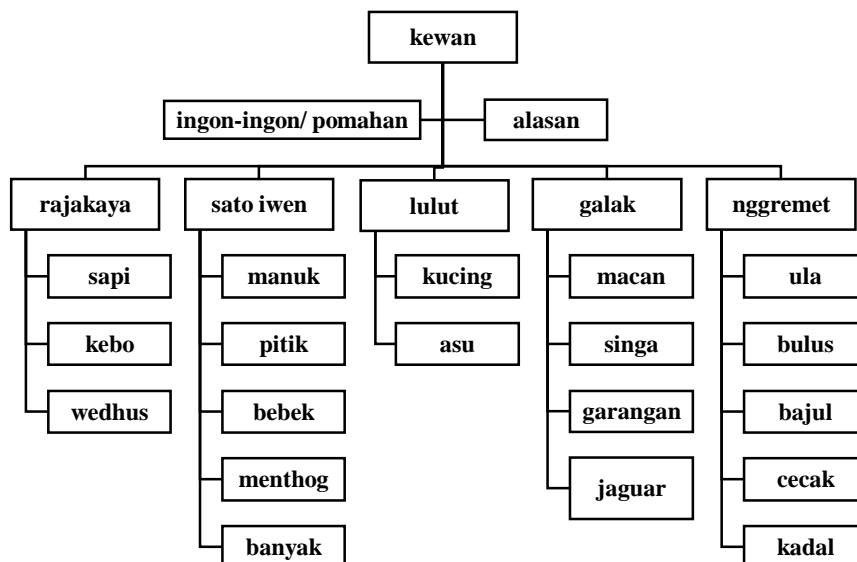 kewan
ingon-ingon/ pomahan
alasan
rajakaya
sato iwen
lulut
galak
nggremet
sapi
manuk
kucing
macan
ula
kebo
pitik
asu
singa
bulus
wedhus
bebek
garangan
bajul
menthog
jaguar
cecak
banyak
kadal